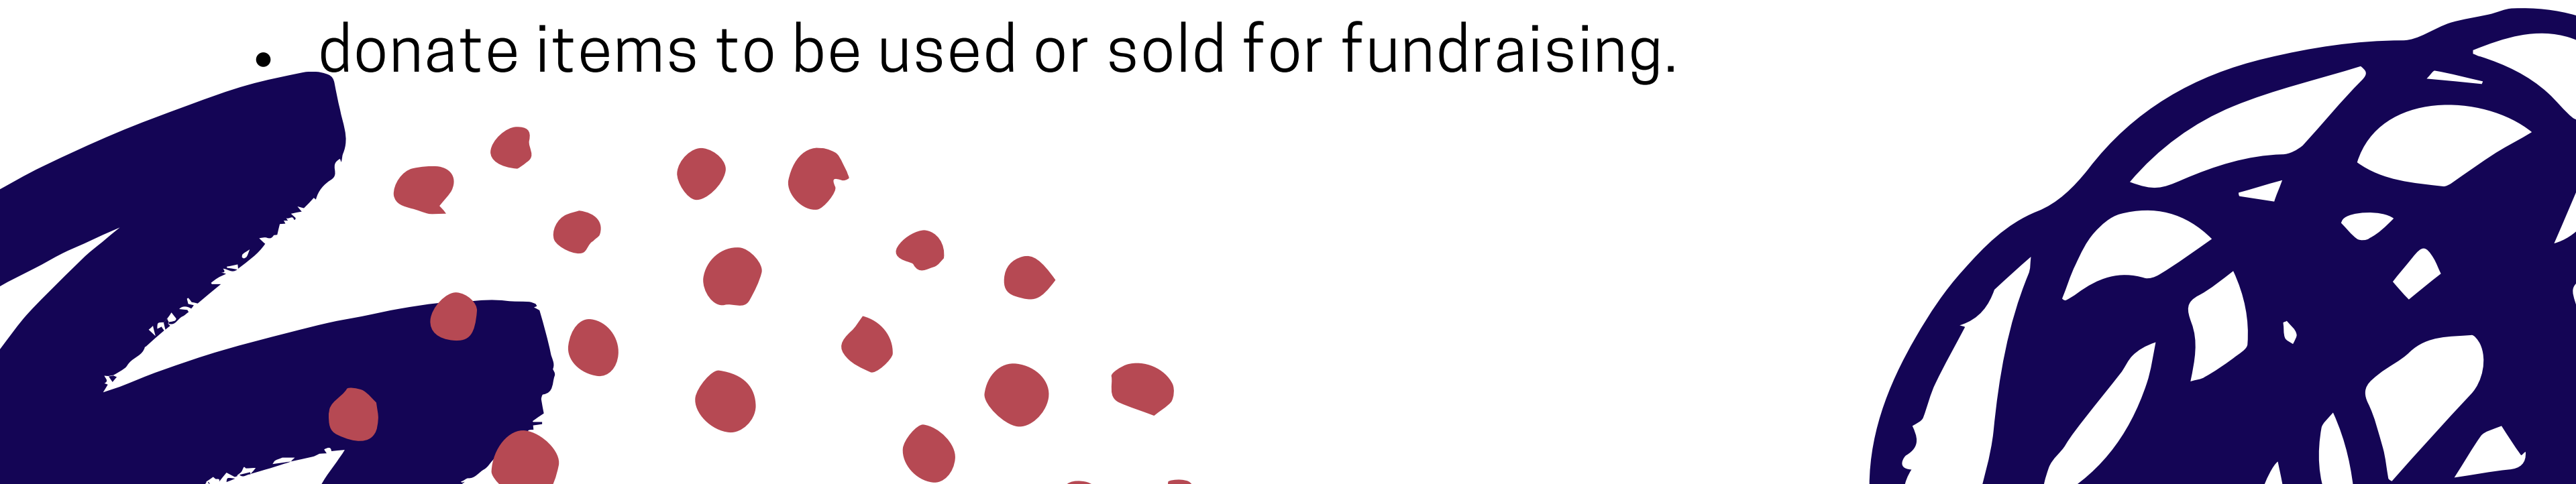 • donate items to be used or sold for fundraising.